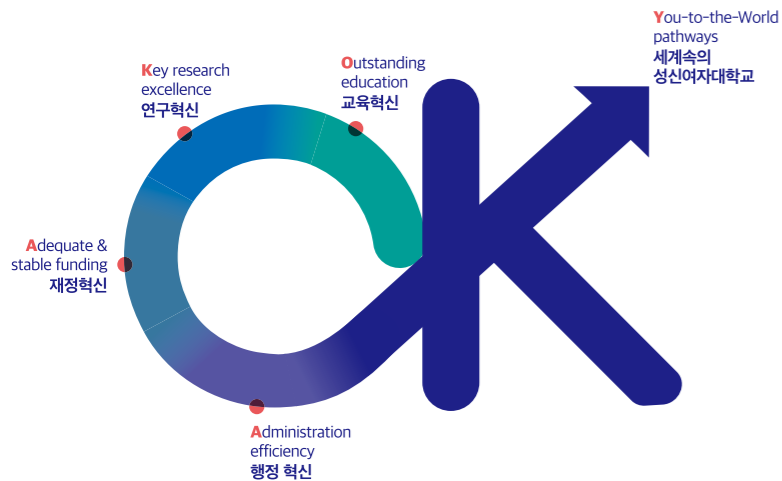 You-to-the-World
pathways
세계속의
성신여자대학교
Outstanding
education
교육혁신
Key research
excellence
연구혁신
Adequate &
stable funding
재정혁신
Administration
efficiency
행정 혁신